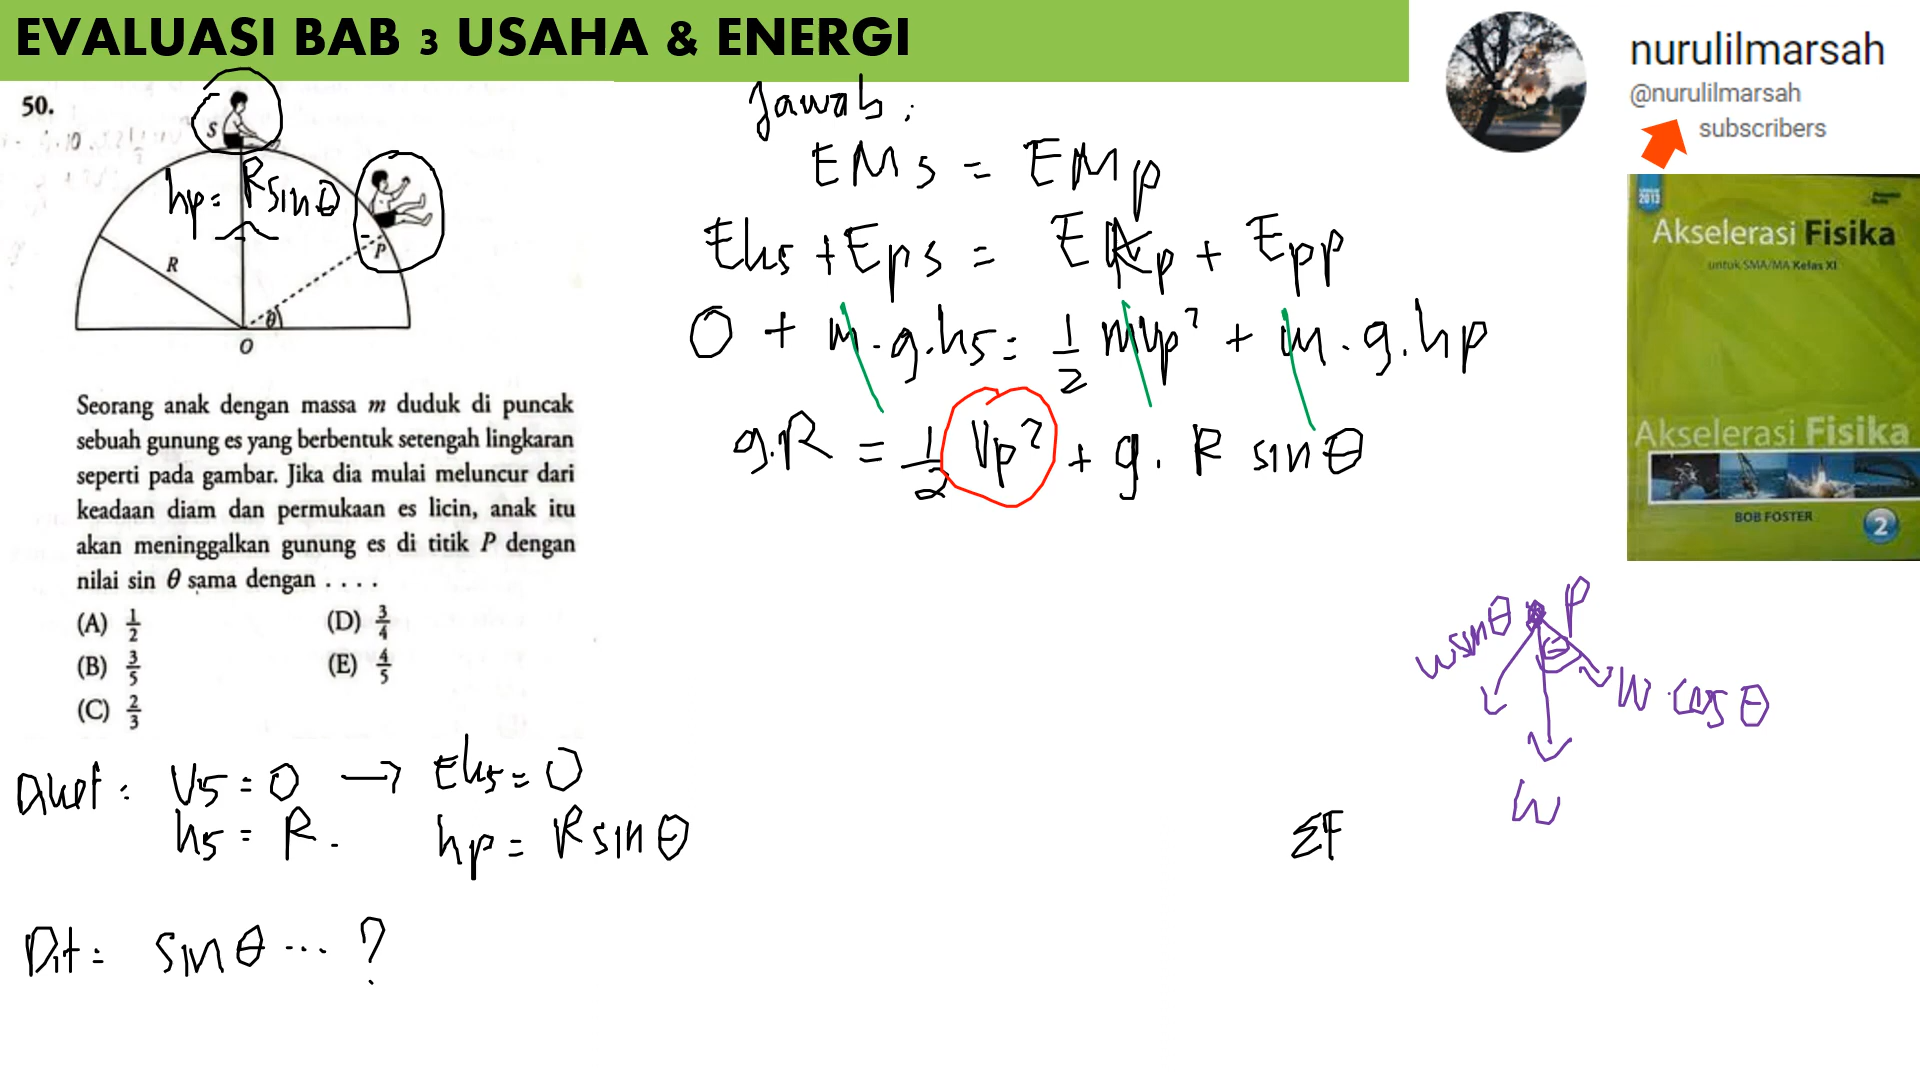 EVALUASI BAB 3 USAHA & ENERGI
nurulilmarsah
@nurulilmarsah
subscribers
50.
S
hp = R sin θ
P
R
θ
O
Seorang anak dengan massa m duduk di puncak
sebuah gunung es yang berbentuk setengah lingkaran
seperti pada gambar. Jika dia mulai meluncur dari
keadaan diam dan permukaan es licin, anak itu
akan meninggalkan gunung es di titik P dengan
nilai sin θ sama dengan . . . .
(A) 1/2
(B) 3/5
(C) 2/3
(D) 3/4
(E) 4/5
Diket : Vs = 0 → Eks = 0
hs = R . hp = R sin θ
Dit = sin θ ... ?
Jawab :
EMs = EMp
Eks + Eps = EKp + Epp
0 + m . g . hs = 1/2 mVp² + m . g . hp
g.R = 1/2 Vp² + g . R sin θ
2013
Akselerasi Fisika
untuk SMA/MA Kelas XI
Akselerasi Fisika
BOB FOSTER
2
w sin θ
P
θ
W cos θ
W
ΣF